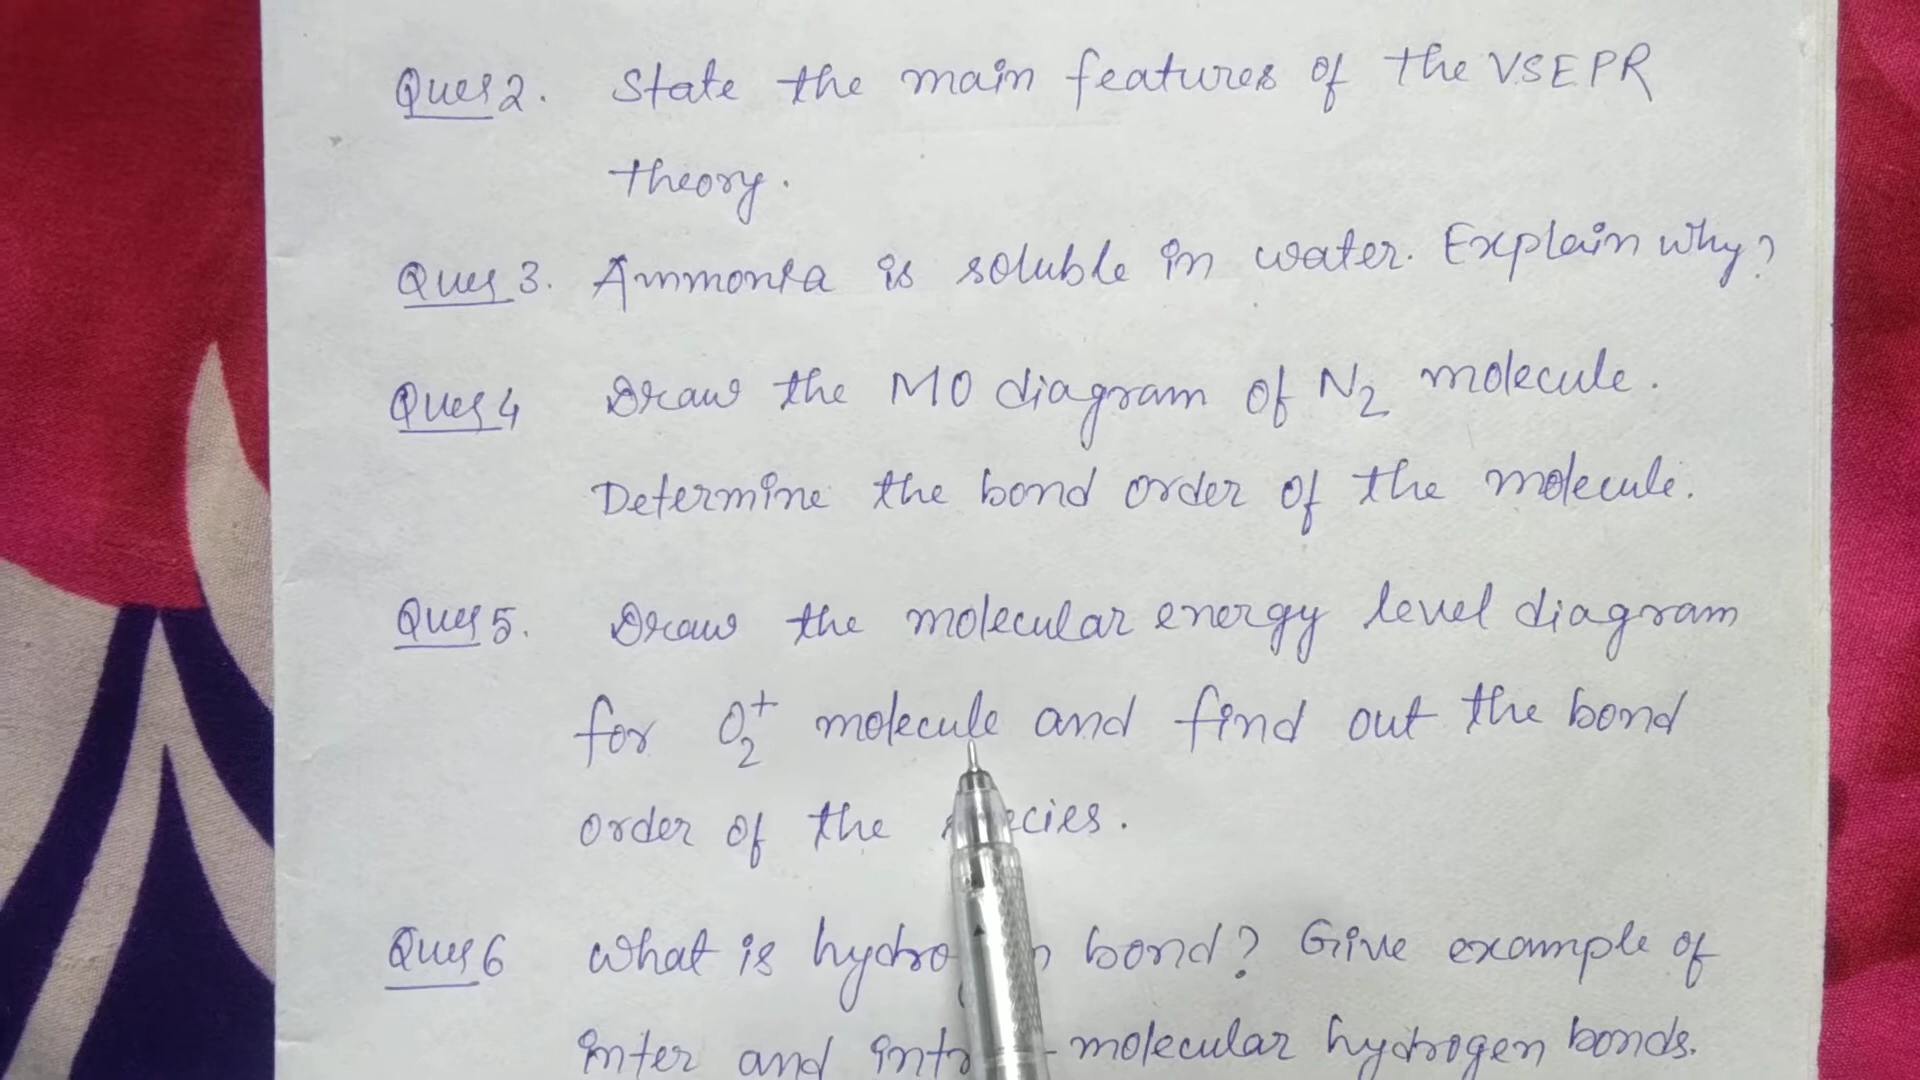 Ques 2. State the main features of the VSEPR
theory.
Ques 3. Ammonia is soluble in water. Explain why?
Ques 4 Draw the MO diagram of N₂ molecule.
Determine the bond order of the molecule.
Ques 5. Draw the molecular energy level diagram
for O₂⁺ molecule and find out the bond
order of the
Ques 6 What is bond? Give example of
inter and -molecular hydrogen bonds.